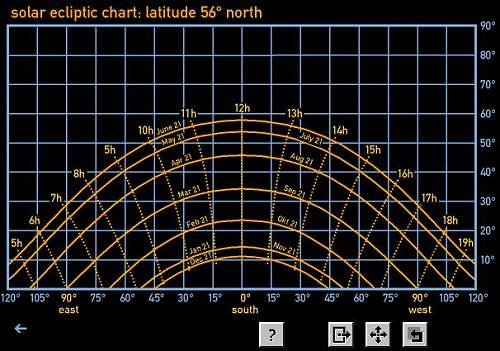 solar ecliptic chart: latitude 56° north
90°
80°
70°
60°
50°
40°
30°
20°
10°
12h
11h
13h
10h
14h
5h
15h
8h
16h
7h
17h
6h
18h
5h
19h
June 21
May 21
July 21
Apr 21
Aug 21
Mar 21
Sep 21
Feb 21
Okt 21
Jan 21
Nov 21
Dec 21
120° 105° 90° 75° 60° 45° 30° 15° 0° 15° 30° 45° 60° 75° 90° 105° 120°
east south west
?